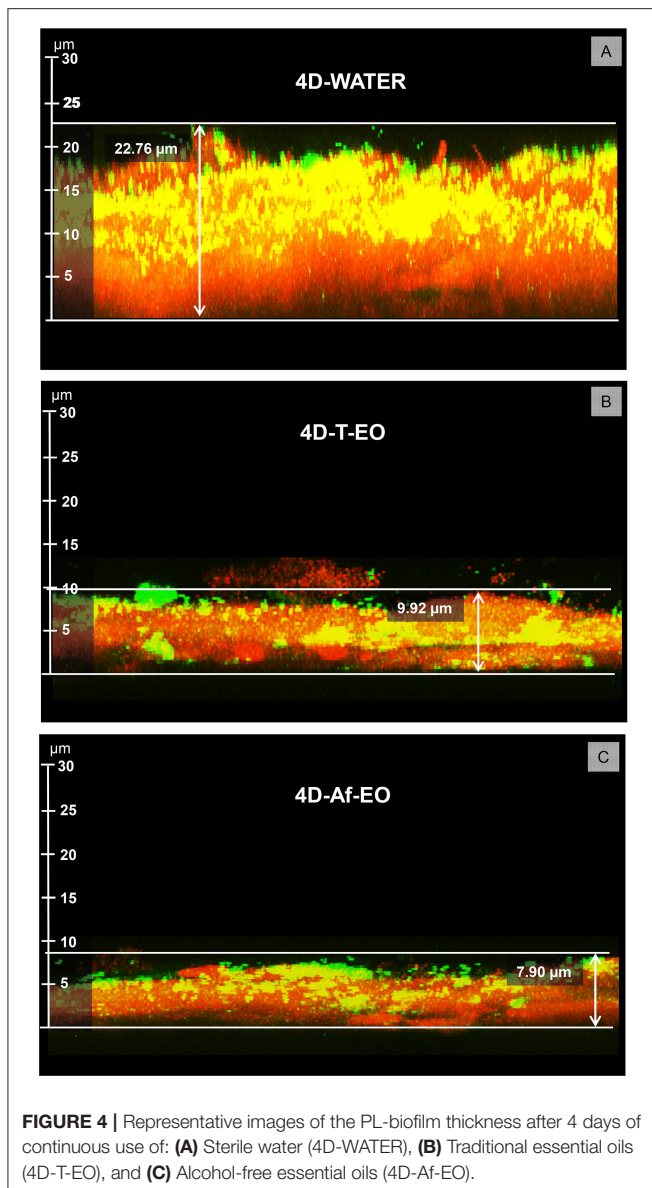 µm
A
30
4D-WATER
25
20
22.76 µm
15
10
5
µm
B
30
4D-T-EO
25
20
15
10
9.92 µm
5
µm
C
30
4D-Af-EO
25
20
15
10
7.90 µm
5
FIGURE 4 | Representative images of the PL-biofilm thickness after 4 days of
continuous use of: (A) Sterile water (4D-WATER), (B) Traditional essential oils
(4D-T-EO), and (C) Alcohol-free essential oils (4D-Af-EO).